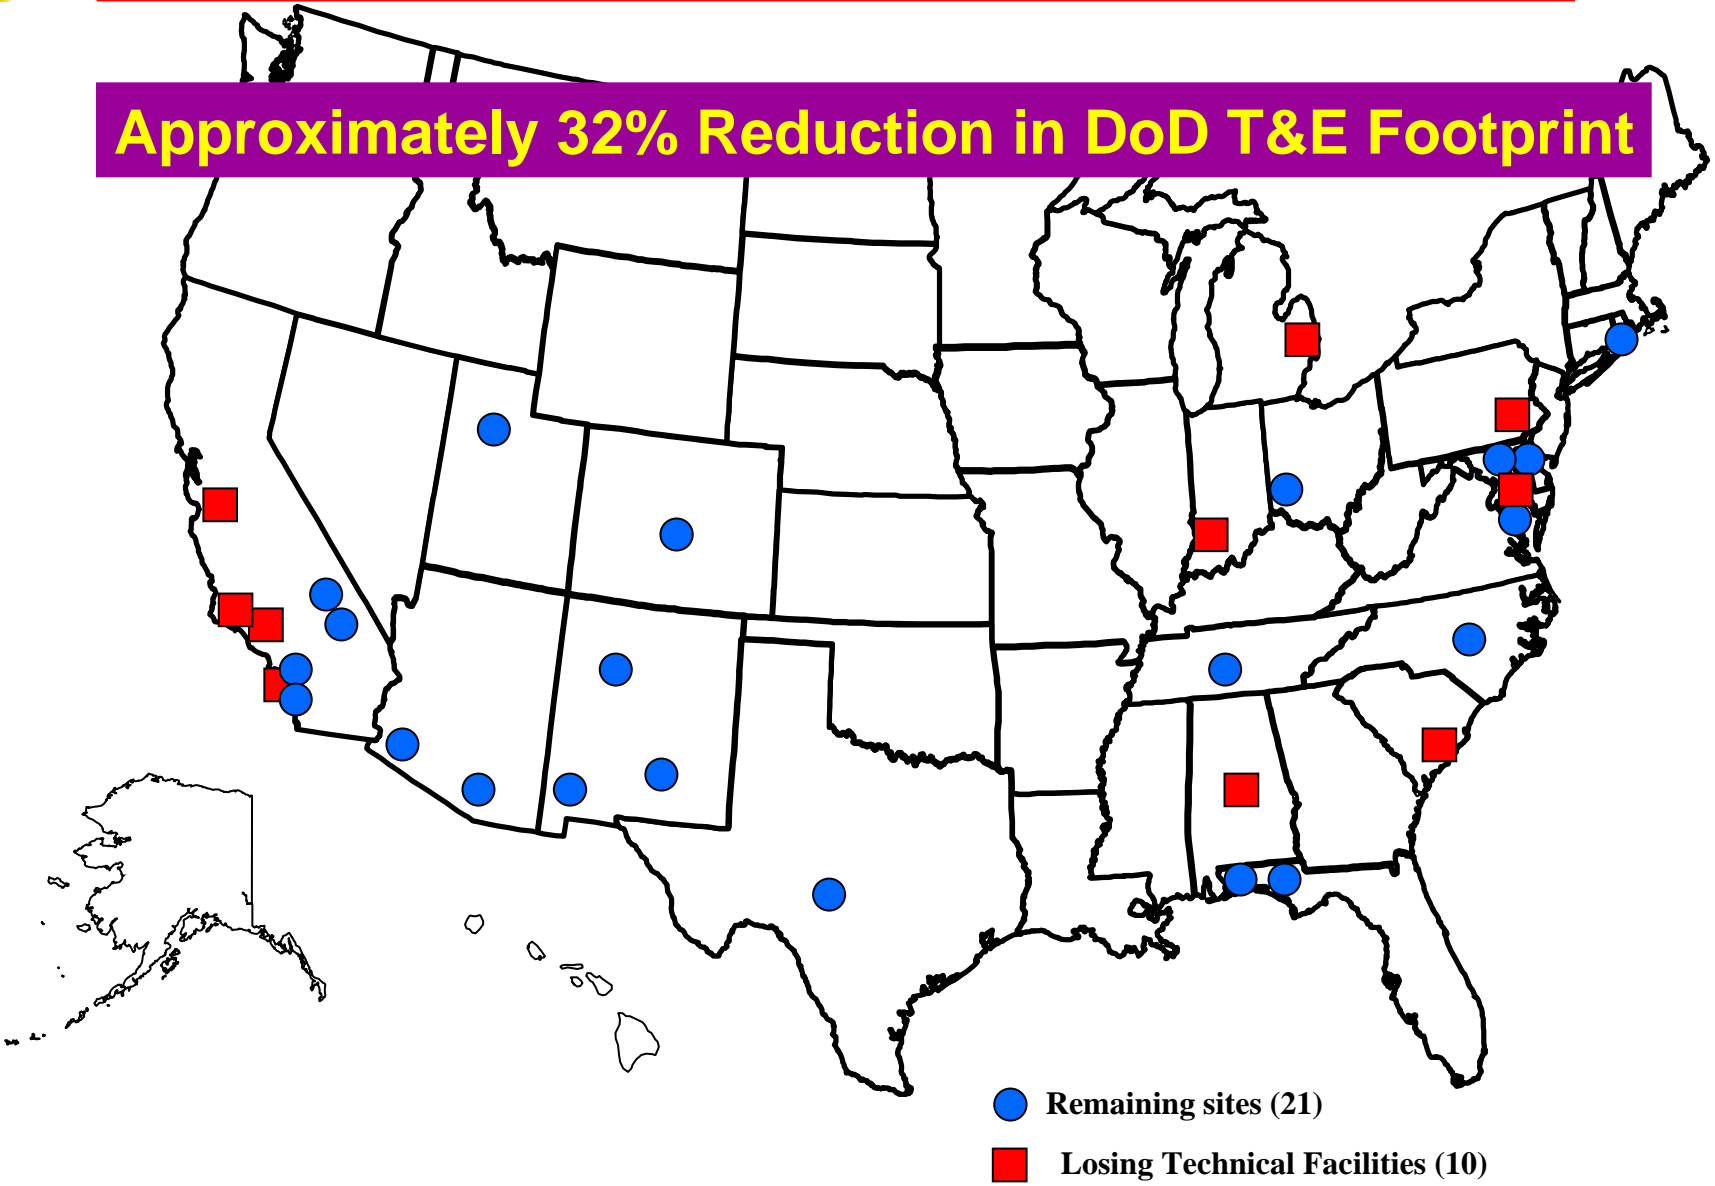 Approximately 32% Reduction in DoD T&E Footprint
Remaining sites (21)
Losing Technical Facilities (10)